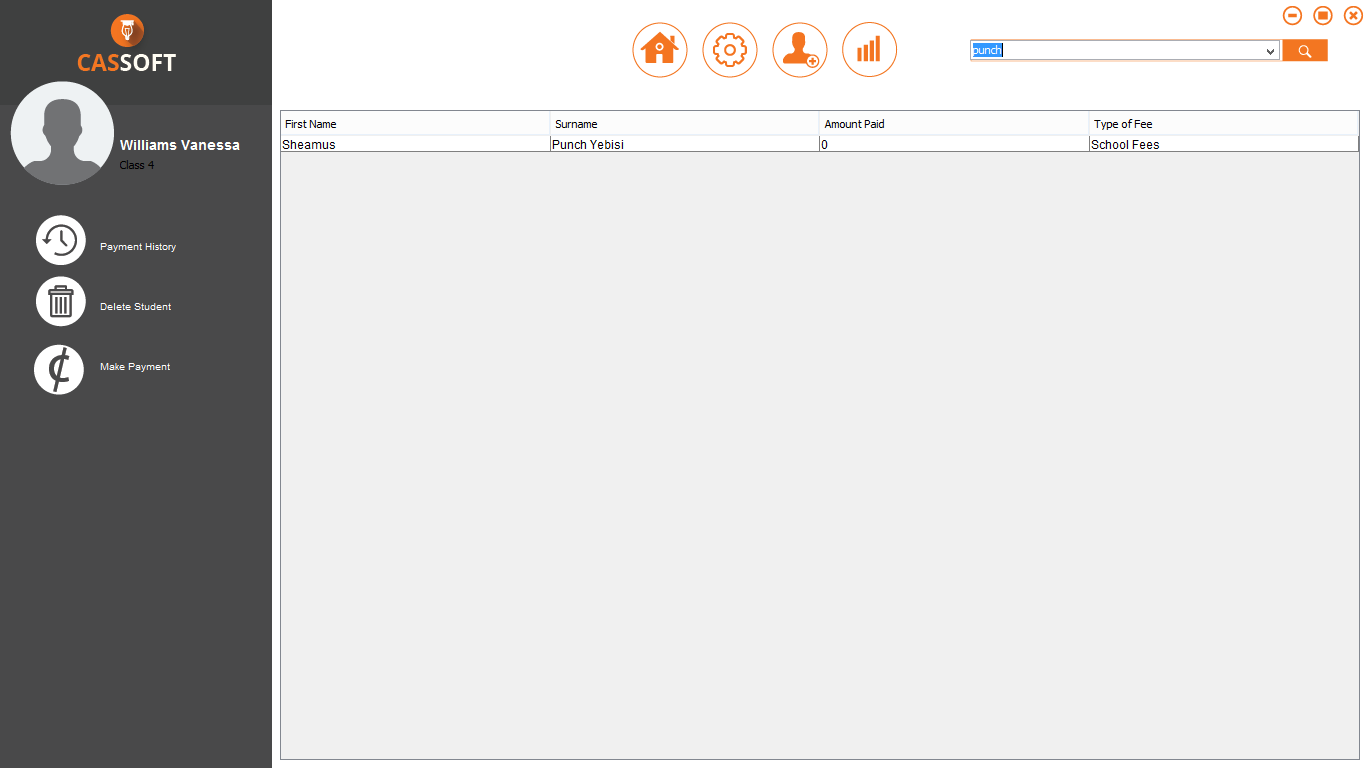 CASSOFT
punch
Williams Vanessa
Class 4
Payment History
Delete Student
Make Payment
First Name Surname Amount Paid Type of Fee
Sheamus Punch Yebisi 0 School Fees